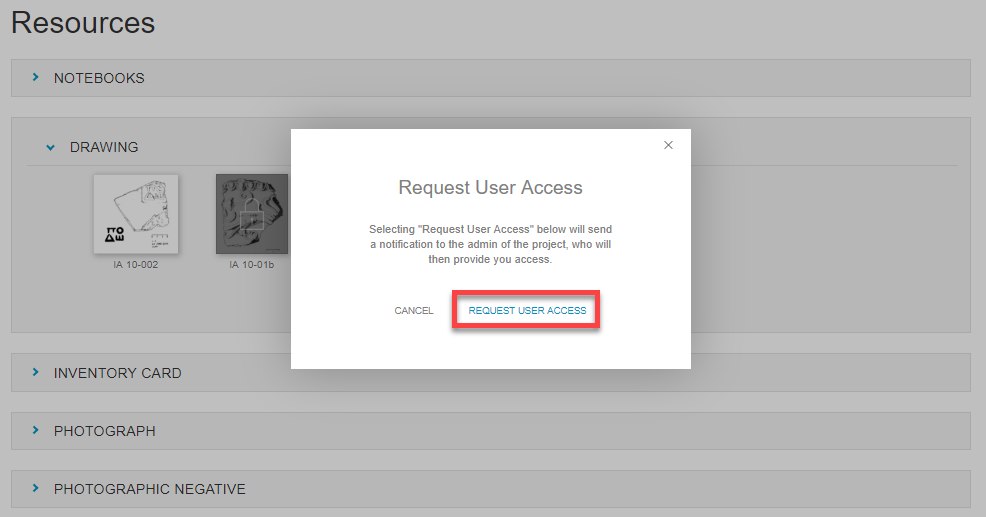 Resources
NOTEBOOKS
DRAWING
IA 10-002
IA 10-01b
Request User Access
Selecting "Request User Access" below will send
a notification to the admin of the project, who will
then provide you access.
CANCEL
REQUEST USER ACCESS
INVENTORY CARD
PHOTOGRAPH
PHOTOGRAPHIC NEGATIVE